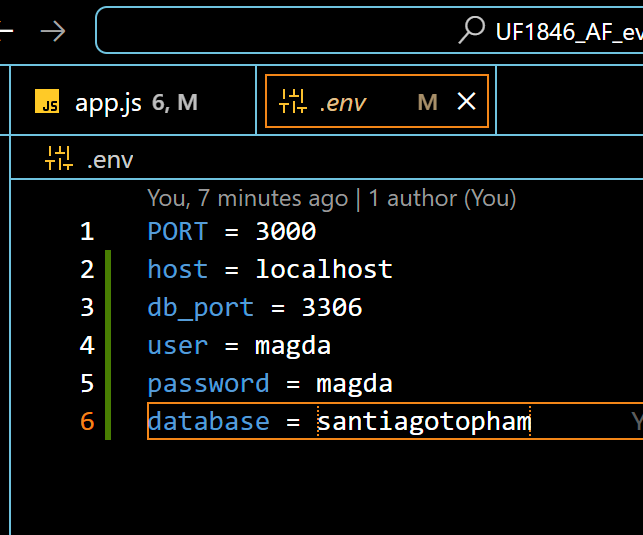 UF1846_AF_ev
JS app.js 6, M .env M
.env
You, 7 minutes ago | 1 author (You)
1 PORT = 3000
2 host = localhost
3 db_port = 3306
4 user = magda
5 password = magda
6 database = santiagotopham Y